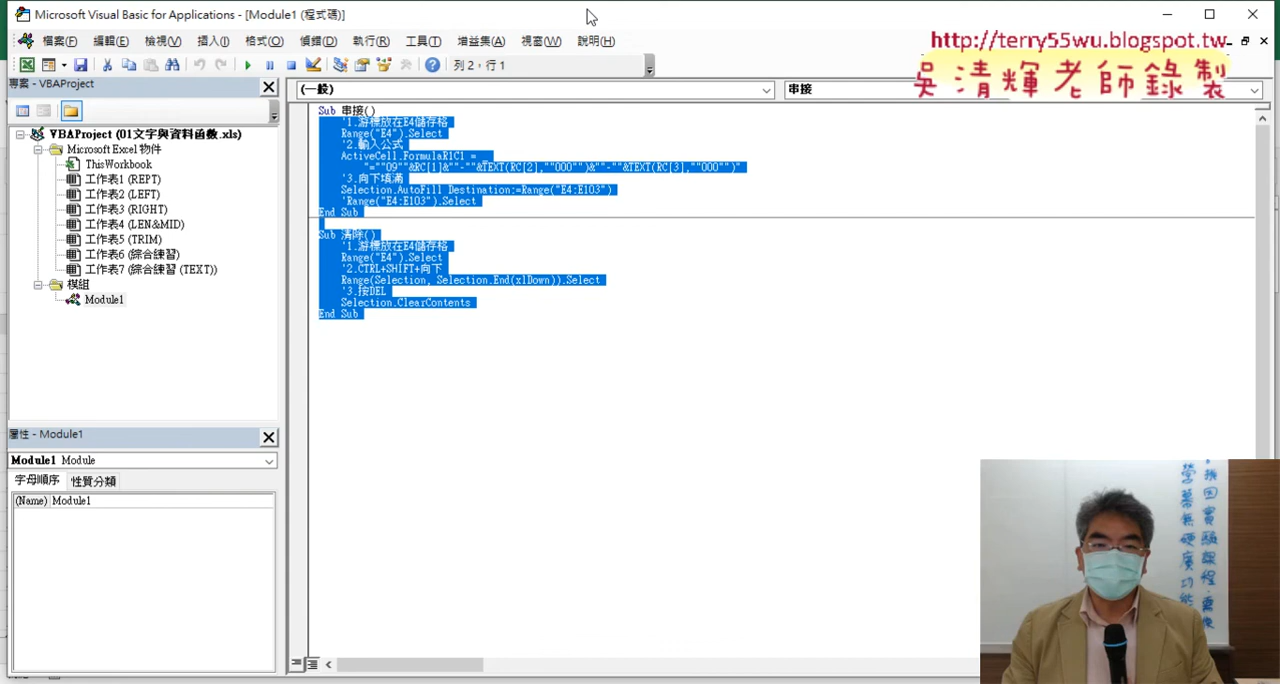 Microsoft Visual Basic for Applications - [Module1 (程式碼)]
檔案(F) 編輯(E) 檢視(V) 插入(I) 格式(O) 偵錯(D) 執行(R) 工具(T) 增益集(A) 視窗(W) 說明(H)
http://terry55wu.blogspot.tw
吳清輝老師錄製
列 2，行 1
專案 - VBAProject
(一般)
串接
VBAProject (01文字與資料函數.xls)
Microsoft Excel 物件
ThisWorkbook
工作表1 (REPT)
工作表2 (LEFT)
工作表3 (RIGHT)
工作表4 (LEN&MID)
工作表5 (TRIM)
工作表6 (綜合練習)
工作表7 (綜合練習 (TEXT))
模組
Module1
Sub 串接()
'1.游標放在E4儲存格
Range("E4").Select
'2.輸入公式
ActiveCell.FormulaR1C1 = _
"=""09""&RC[1]&""-""&TEXT(RC[2],""000"")&""-""&TEXT(RC[3],""000"")"
'3.向下填滿
Selection.AutoFill Destination:=Range("E4:E103")
'Range("E4:E103").Select
End Sub
Sub 清除()
'1.游標放在E4儲存格
Range("E4").Select
'2.CTRL+SHIFT+向下
Range(Selection, Selection.End(xlDown)).Select
'3.按DEL
Selection.ClearContents
End Sub
屬性 - Module1
Module1 Module
字母順序 性質分類
(Name) Module1